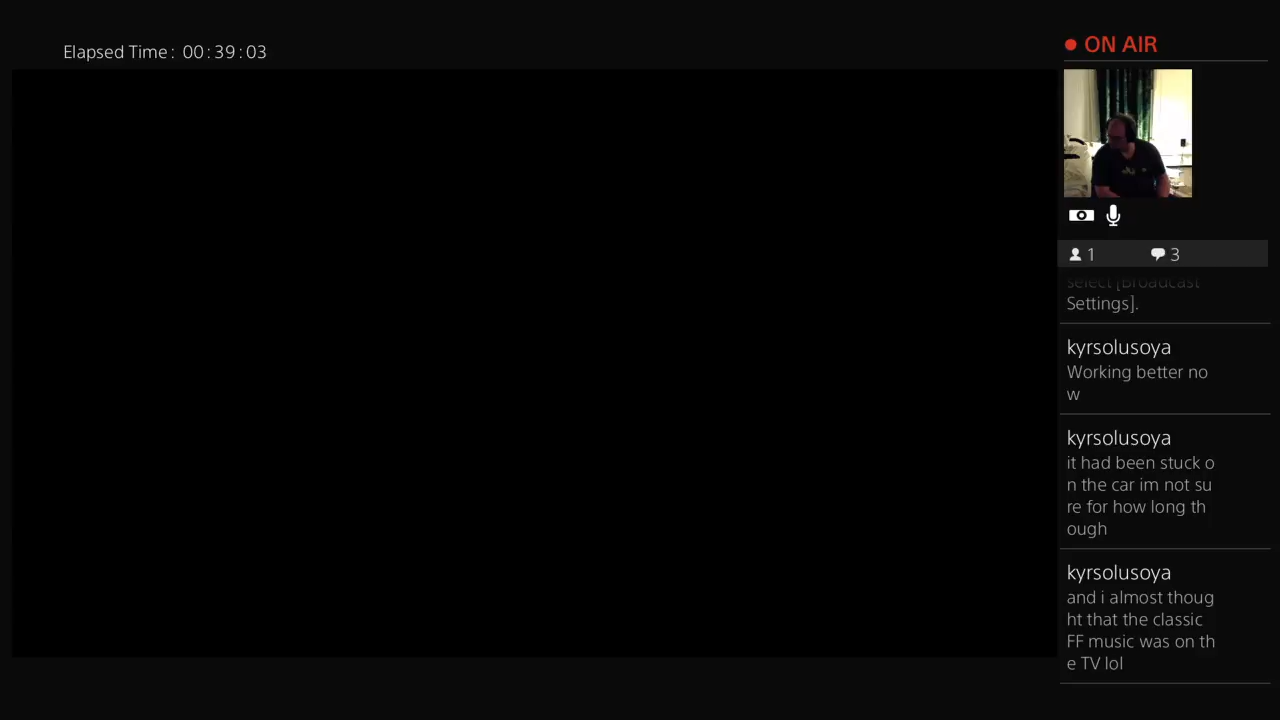 Elapsed Time: 00:39:03
ON AIR
1 3
select [Broadcast
Settings].
kyrsolusoya
Working better no
w
kyrsolusoya
it had been stuck o
n the car im not su
re for how long th
ough
kyrsolusoya
and i almost thoug
ht that the classic
FF music was on th
e TV lol